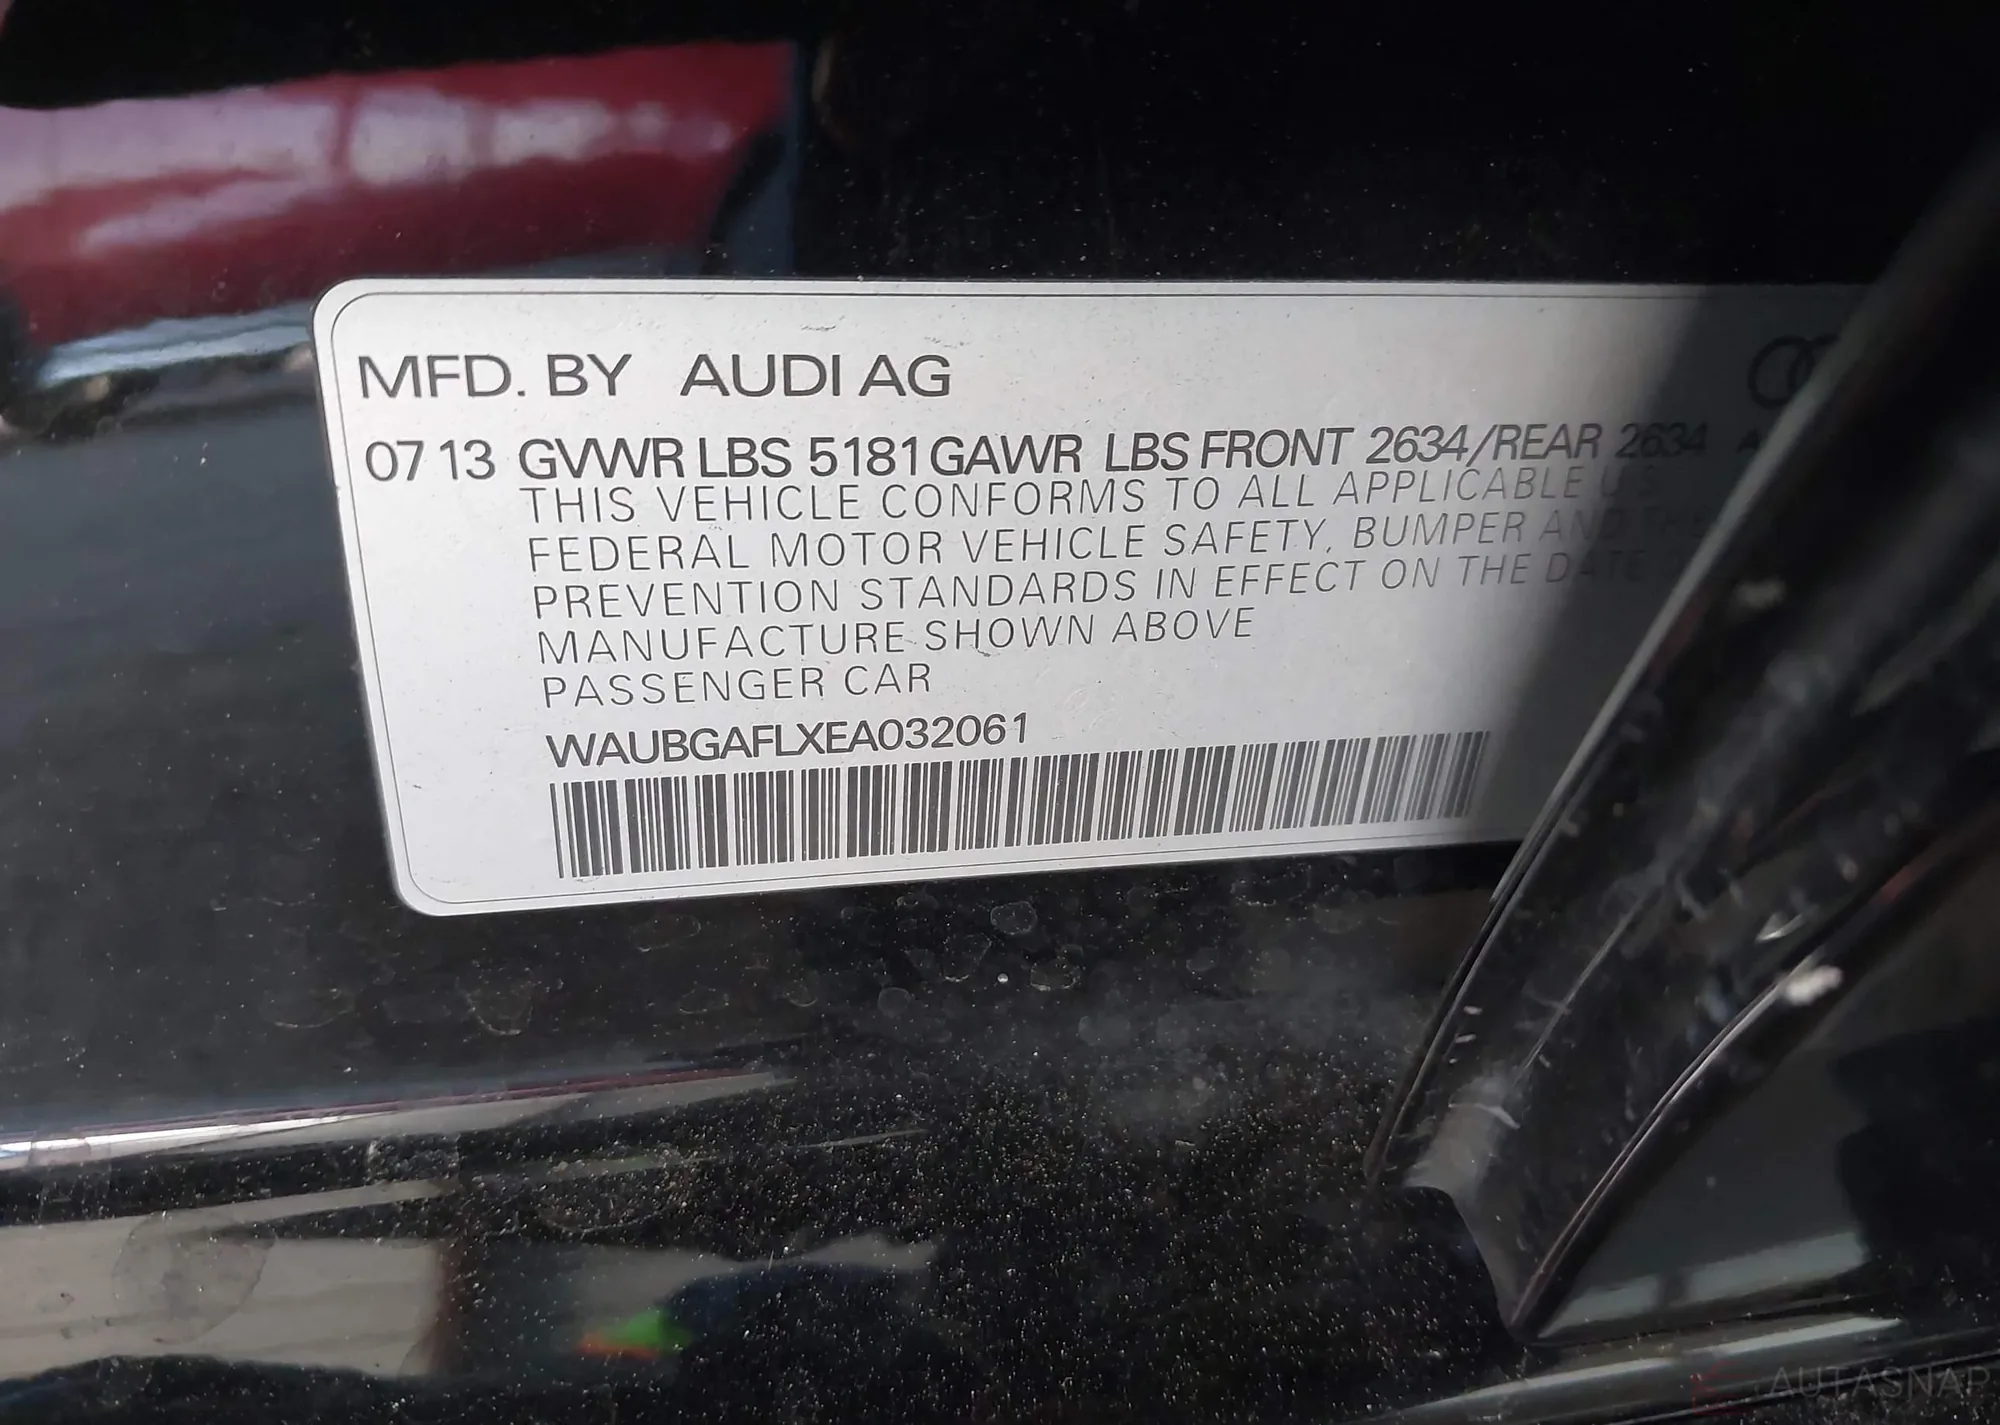 MFD. BY AUDI AG
07 13 GVWR LBS 5181 GAWR LBS FRONT 2634/REAR 2634
THIS VEHICLE CONFORMS TO ALL APPLICABLE U.S.
FEDERAL MOTOR VEHICLE SAFETY, BUMPER AND
PREVENTION STANDARDS IN EFFECT ON THE DATE
MANUFACTURE SHOWN ABOVE
PASSENGER CAR
WAUBGAFLXEA032061
AUTASNAP